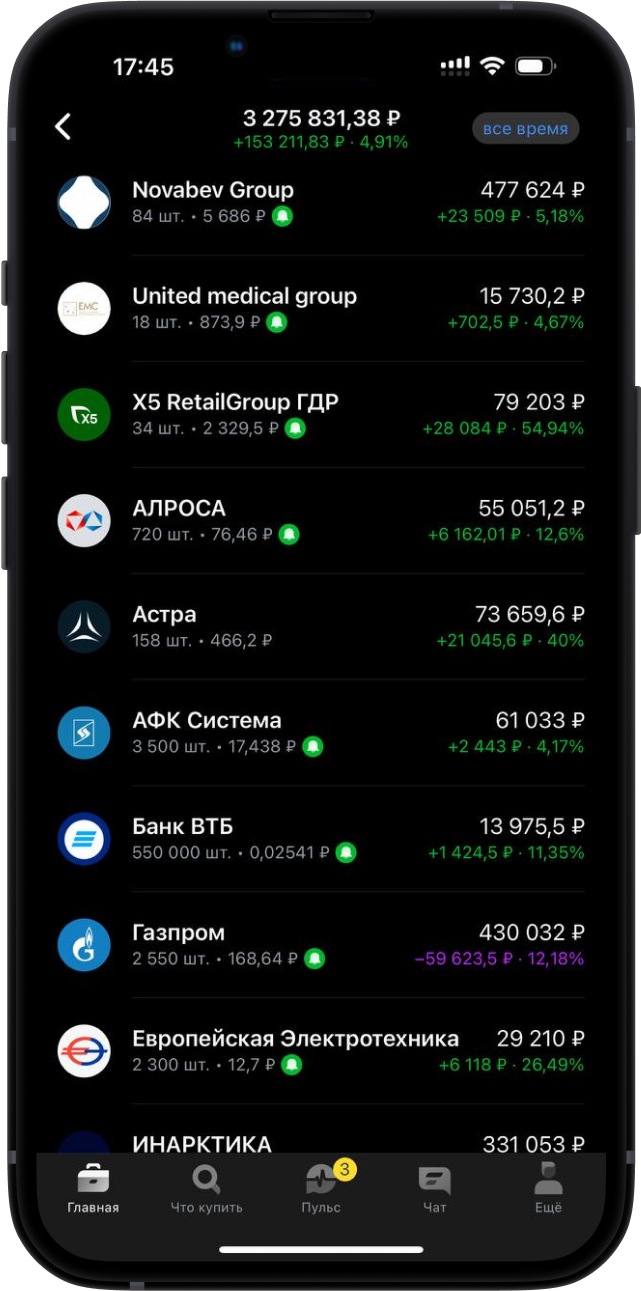 17:45
3 275 831,38 ₽
+153 211,83 ₽ · 4,91%
все время
Novabev Group 477 624 ₽
84 шт. • 5 686 ₽ +23 509 ₽ · 5,18%
EMC
United medical group 15 730,2 ₽
18 шт. • 873,9 ₽ +702,5 ₽ · 4,67%
X5
X5 RetailGroup ГДР 79 203 ₽
34 шт. • 2 329,5 ₽ +28 084 ₽ · 54,94%
АЛРОСА 55 051,2 ₽
720 шт. • 76,46 ₽ +6 162,01 ₽ · 12,6%
Астра 73 659,6 ₽
158 шт. • 466,2 ₽ +21 045,6 ₽ · 40%
АФК Система 61 033 ₽
3 500 шт. • 17,438 ₽ +2 443 ₽ · 4,17%
Банк ВТБ 13 975,5 ₽
550 000 шт. • 0,02541 ₽ +1 424,5 ₽ · 11,35%
Газпром 430 032 ₽
2 550 шт. • 168,64 ₽ −59 623,5 ₽ · 12,18%
Европейская Электротехника 29 210 ₽
2 300 шт. • 12,7 ₽ +6 118 ₽ · 26,49%
ИНАРКТИКА 331 053 ₽
3
Главная Что купить Пульс Чат Ещё